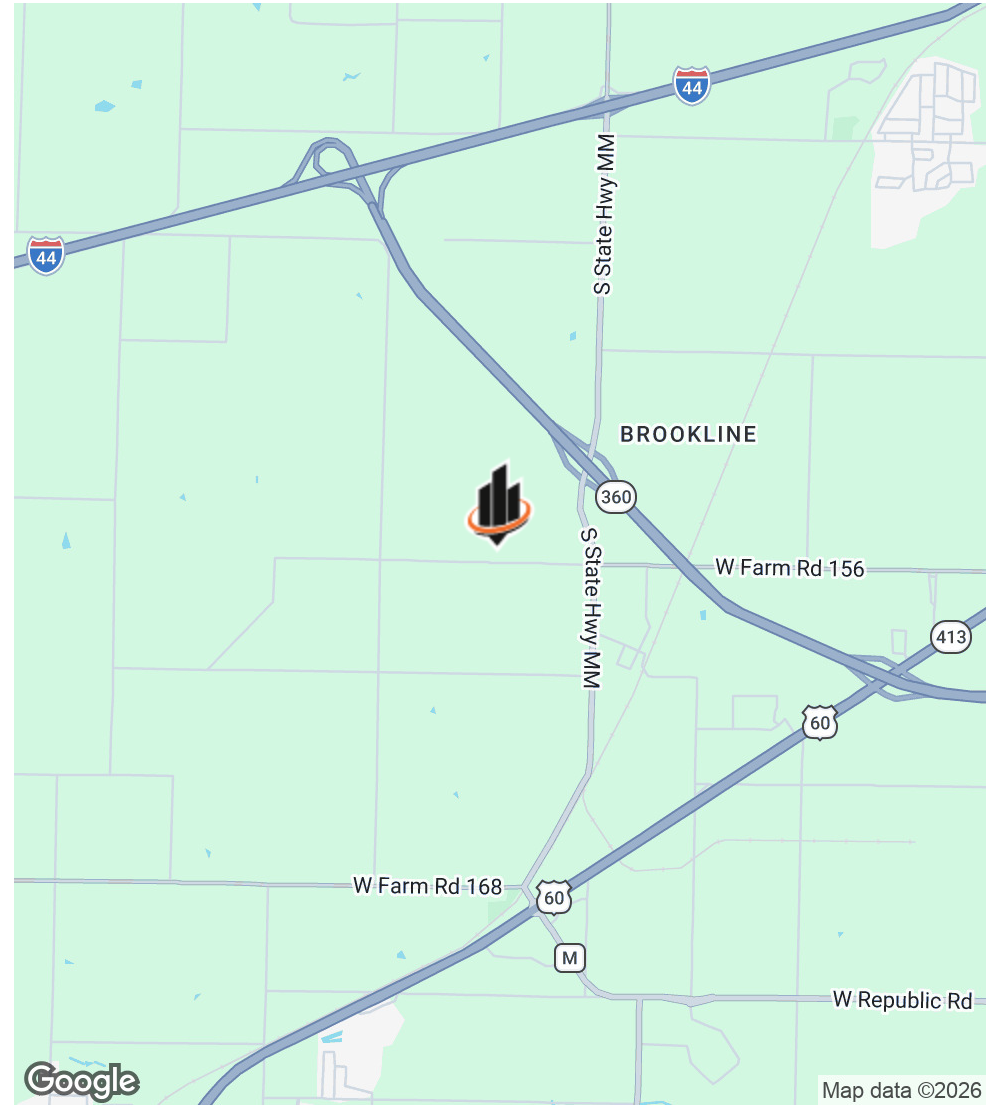 44
S State Hwy MM
44
BROOKLINE
360
S State Hwy MM
W Farm Rd 156
413
60
W Farm Rd 168
60
M
W Republic Rd
Google
Map data ©2026